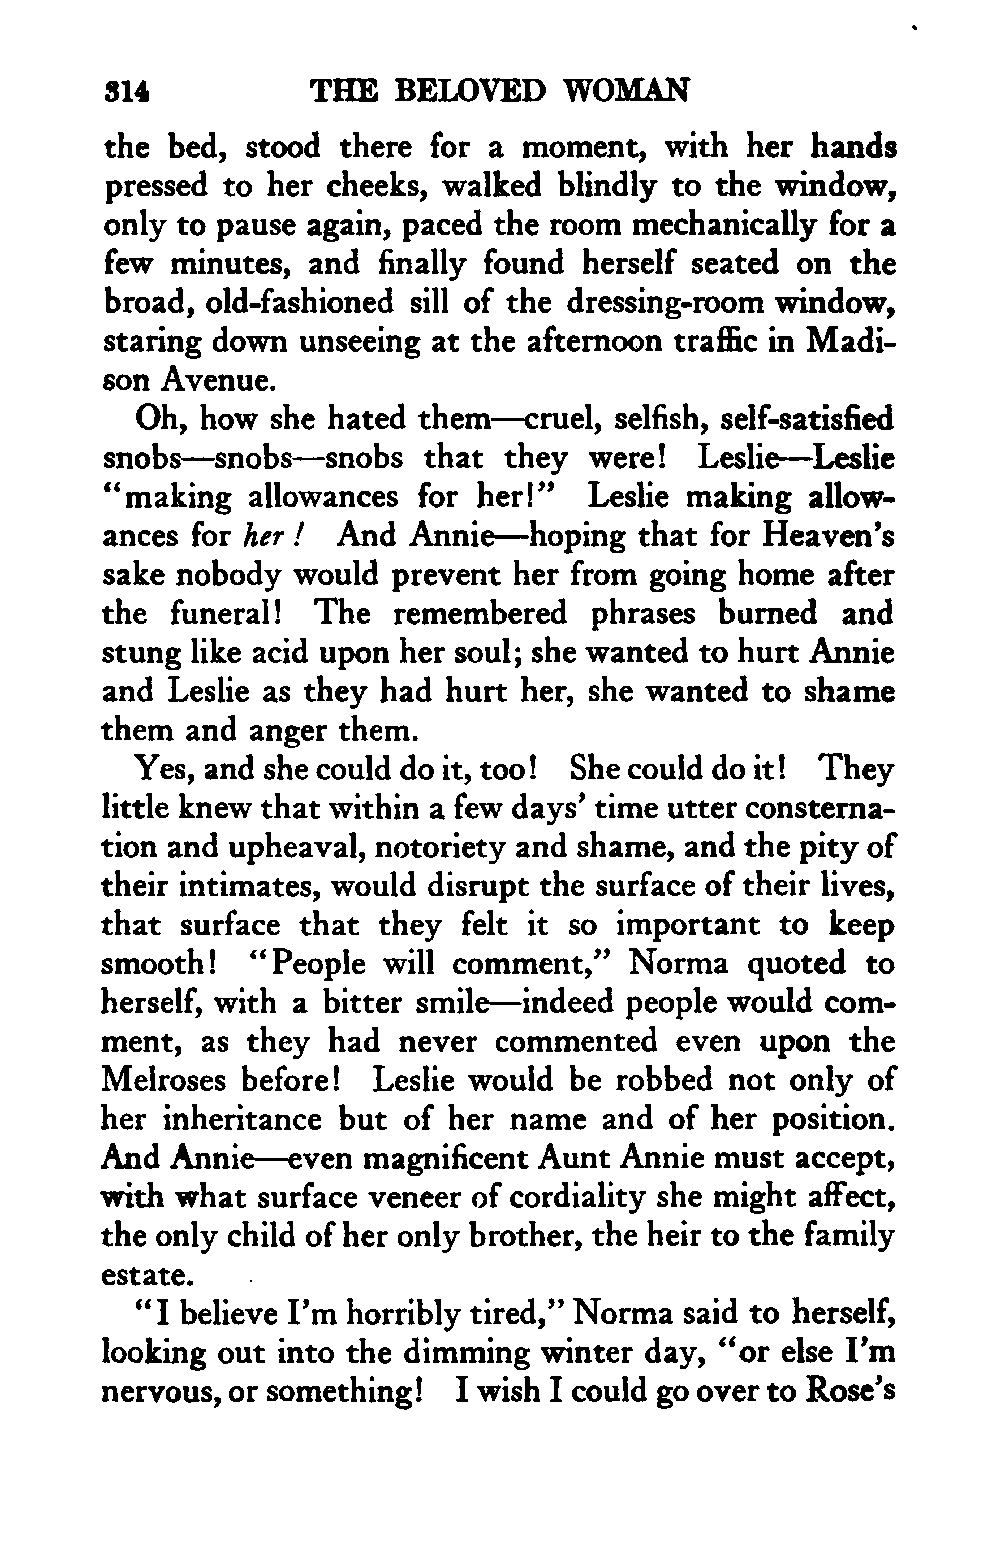 314 THE BELOVED WOMAN
the bed, stood there for a moment, with her hands
pressed to her cheeks, walked blindly to the window,
only to pause again, paced the room mechanically for a
few minutes, and finally found herself seated on the
broad, old-fashioned sill of the dressing-room window,
staring down unseeing at the afternoon traffic in Madi-
son Avenue.
Oh, how she hated them—cruel, selfish, self-satisfied
snobs—snobs—snobs that they were! Leslie—Leslie
“making allowances for her!” Leslie making allow-
ances for her! And Annie—hoping that for Heaven’s
sake nobody would prevent her from going home after
the funeral! The remembered phrases burned and
stung like acid upon her soul; she wanted to hurt Annie
and Leslie as they had hurt her, she wanted to shame
them and anger them.
Yes, and she could do it, too! She could do it! They
little knew that within a few days’ time utter consterna-
tion and upheaval, notoriety and shame, and the pity of
their intimates, would disrupt the surface of their lives,
that surface that they felt it so important to keep
smooth! “People will comment,” Norma quoted to
herself, with a bitter smile—indeed people would com-
ment, as they had never commented even upon the
Melroses before! Leslie would be robbed not only of
her inheritance but of her name and of her position.
And Annie—even magnificent Aunt Annie must accept,
with what surface veneer of cordiality she might affect,
the only child of her only brother, the heir to the family
estate.
“I believe I’m horribly tired,” Norma said to herself,
looking out into the dimming winter day, “or else I’m
nervous, or something! I wish I could go over to Rose’s